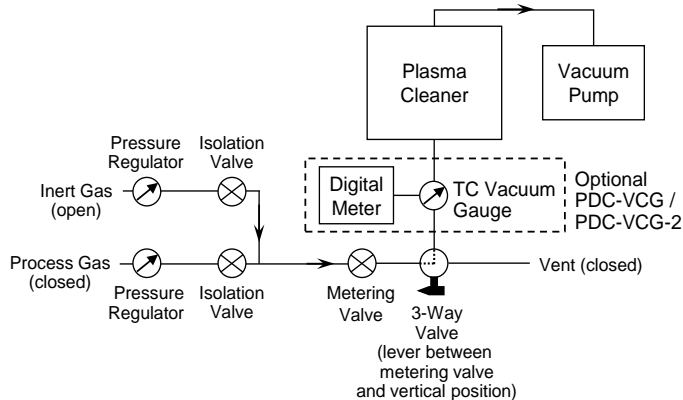 Plasma
Cleaner
Vacuum
Pump
Pressure
Regulator
Isolation
Valve
Inert Gas
(open)
Digital
Meter
TC Vacuum
Gauge
Optional
PDC-VCG /
PDC-VCG-2
Process Gas
(closed)
Pressure
Regulator
Isolation
Valve
Metering
Valve
Vent (closed)
3-Way
Valve
(lever between
metering valve
and vertical position)